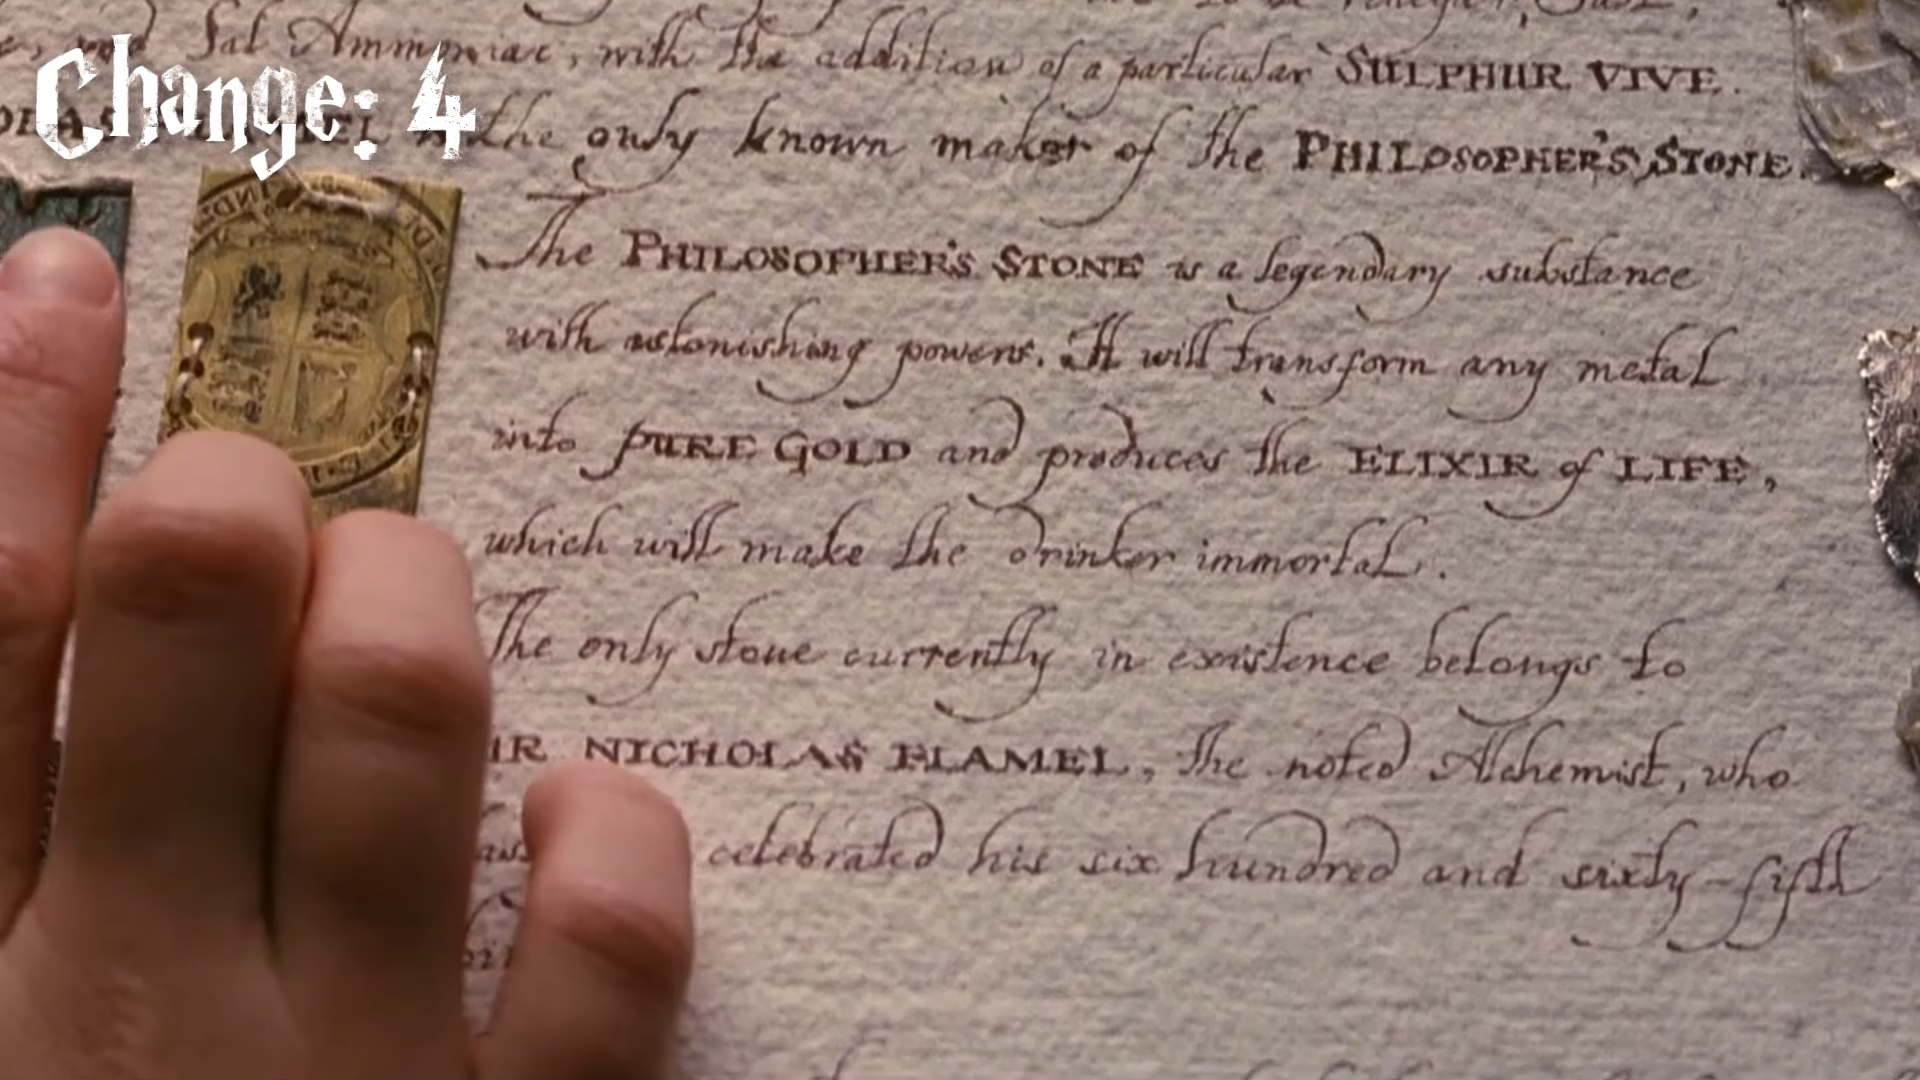 Change: 4
Sal Ammoniac, with the addition of a particular SULPHUR VIVE.
the only known maker of the PHILOSOPHER'S STONE.
The PHILOSOPHER'S STONE is a legendary substance
with astonishing powers. It will transform any metal
into PURE GOLD and produces the ELIXIR of LIFE,
which will make the drinker immortal.
The only stone currently in existence belongs to
IR NICHOLAS FLAMEL, the noted Alchemist, who
celebrated his six hundred and sixty-fifth